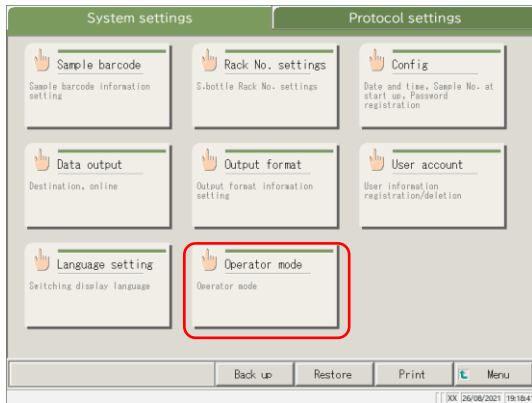 System settings
Protocol settings
Sample barcode
Sample barcode information
setting
Rack No. settings
S.bottle Rack No. settings
Config
Date and time, Sample No. at
start up, Password
registration
Data output
Destination, online
Output format
Output format information
setting
User account
User information
registration/deletion
Language setting
Switching display language
Operator mode
Operator mode
Back up
Restore
Print
Menu
XX 26/08/2021 19:18:4